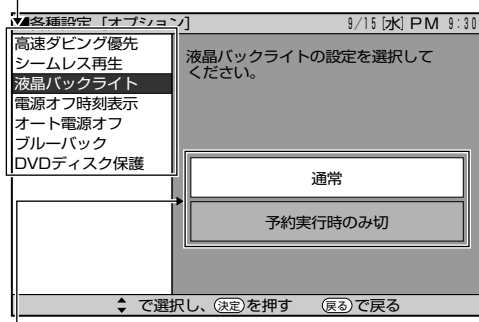 各種設定 [オプション] 9/15[水] PM 9:30
高速ダビング優先
シームレス再生
液晶バックライト
電源オフ時刻表示
オート電源オフ
ブルーバック
DVDディスク保護
液晶バックライトの設定を選択して
ください。
通常
予約実行時のみ切
で選択し、決定を押す 戻るで戻る